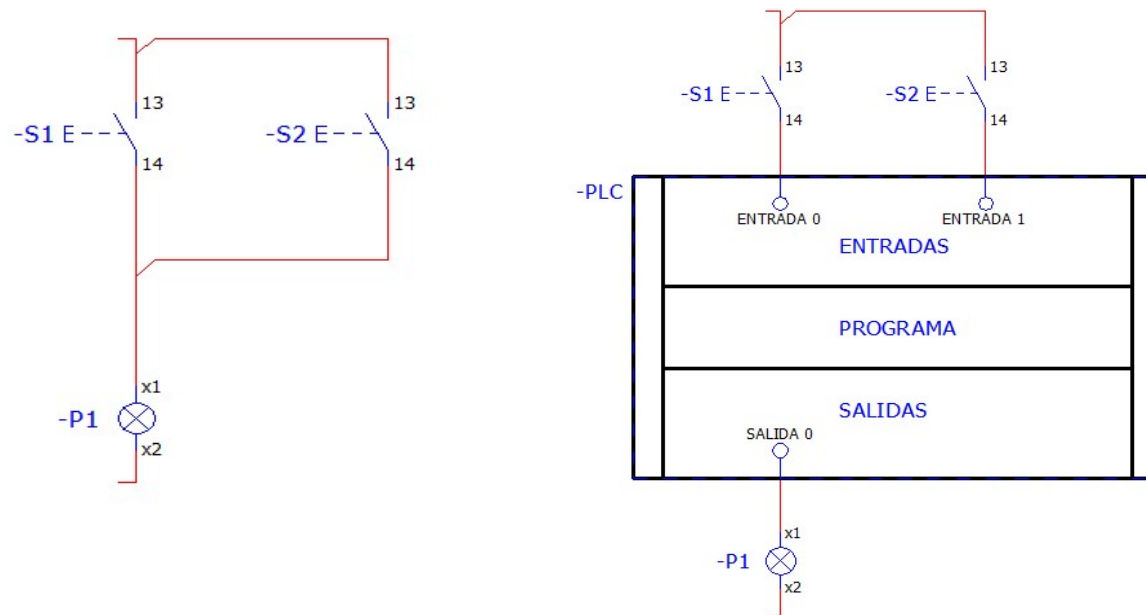 13
-S1 E
14
13
-S2 E
14
x1
-P1
x2
13
-S1 E
14
13
-S2 E
14
-PLC
ENTRADA 0
ENTRADA 1
ENTRADAS
PROGRAMA
SALIDAS
SALIDA 0
x1
-P1
x2